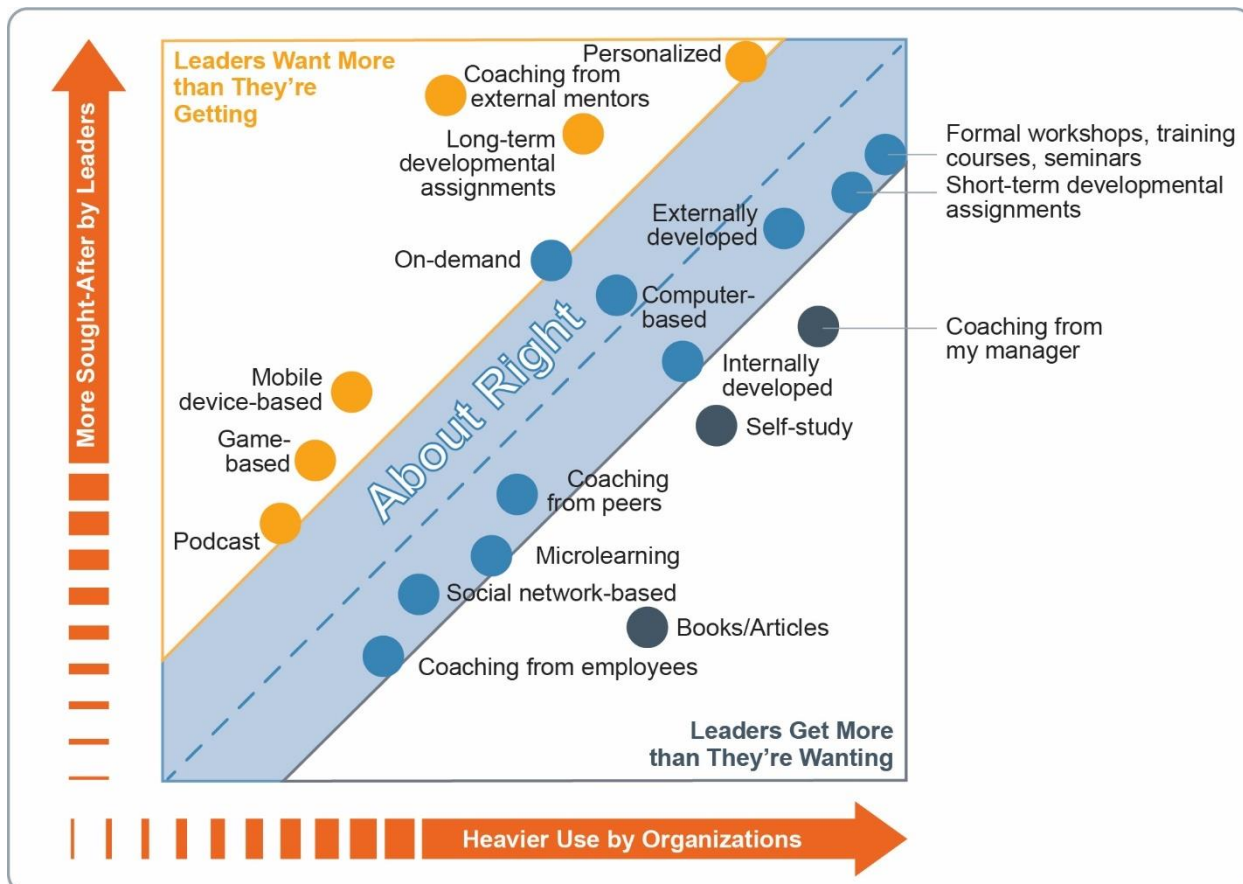 More Sought-After by Leaders
Leaders Want More
than They're
Getting
Personalized
Coaching from
external mentors
Long-term
developmental
assignments
Formal workshops, training
courses, seminars
Short-term developmental
assignments
Externally
developed
On-demand
Computer-
based
Coaching from
my manager
About Right
Internally
developed
Mobile
device-based
Self-study
Game-
based
Coaching
from peers
Podcast
Microlearning
Social network-based
Books/Articles
Coaching from employees
Leaders Get More
than They're Wanting
Heavier Use by Organizations